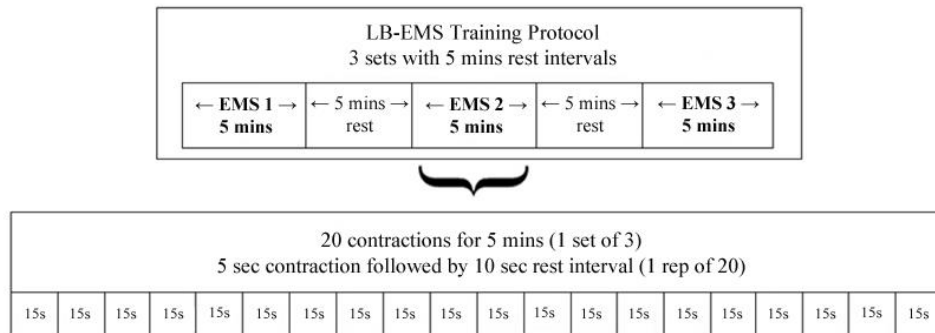 LB-EMS Training Protocol
3 sets with 5 mins rest intervals
← EMS 1 →
5 mins
← 5 mins →
rest
← EMS 2 →
5 mins
← 5 mins →
rest
← EMS 3 →
5 mins
20 contractions for 5 mins (1 set of 3)
5 sec contraction followed by 10 sec rest interval (1 rep of 20)
15s 15s 15s 15s 15s 15s 15s 15s 15s 15s 15s 15s 15s 15s 15s 15s 15s 15s 15s 15s